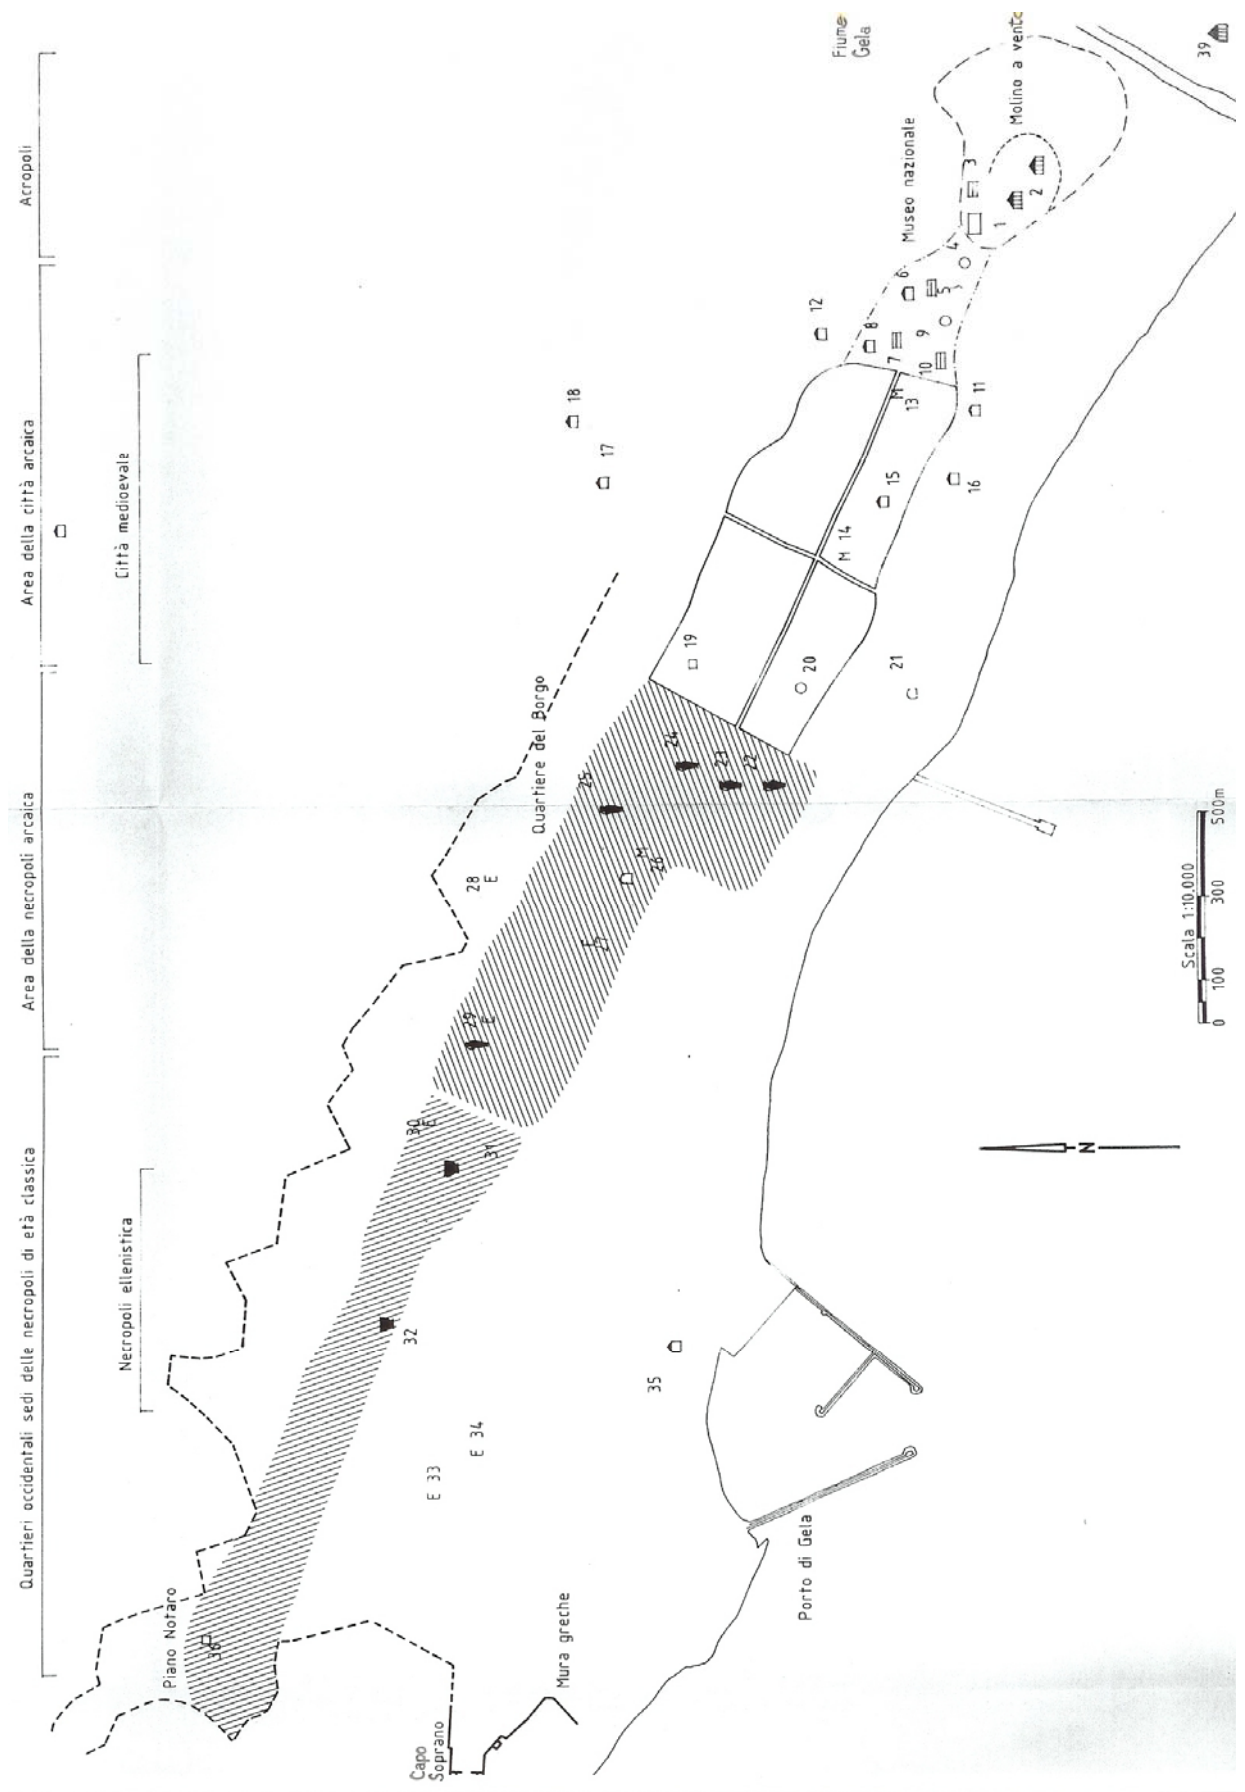 Quartieri occidentali sedi delle necropoli di età classica
Area della necropoli arcaica
Area della città arcaica
Acropoli
Necropoli ellenistica
Città medioevale
Piano Notaro
Quartiere del Borgo
Museo nazionale
Fiume
Gela
Molino a vento
Capo
Soprano
Mura greche
Porto di Gela
N
Scala 1:10.000
0 100 300 500m
1
2
3
4
5
6
7
8
9
10
11
12
M
13
M 14
15
16
17
18
19
20
21
22
23
24
25
M
26
E
28
E
29
E
30
E
31
32
E 33
E 34
35
39